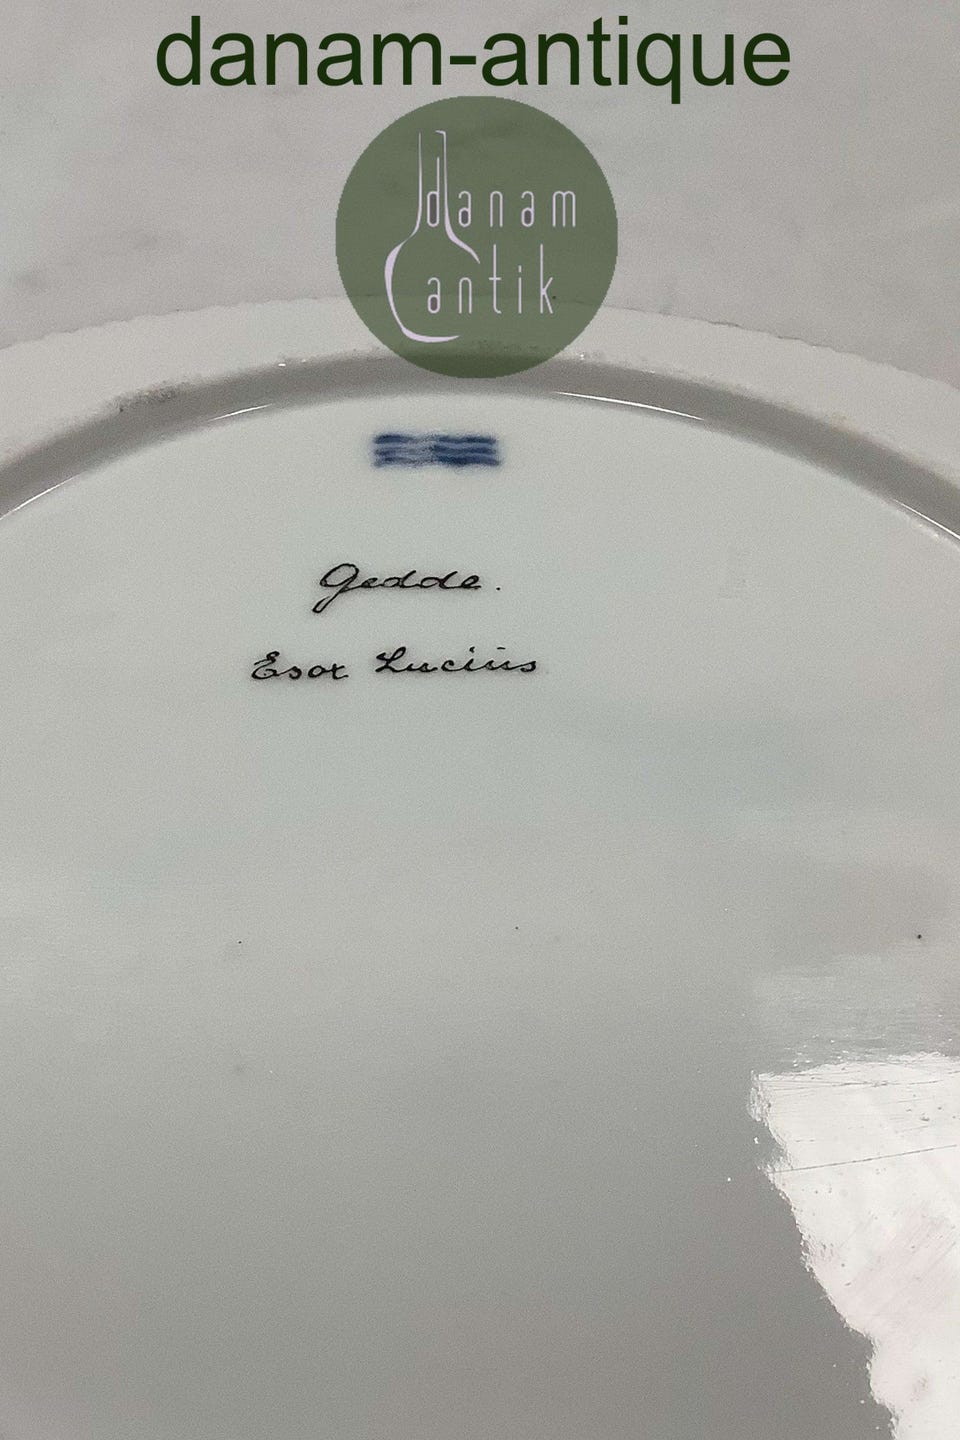 danam-antique
danam
antik
Gedde.
Esox Lucius